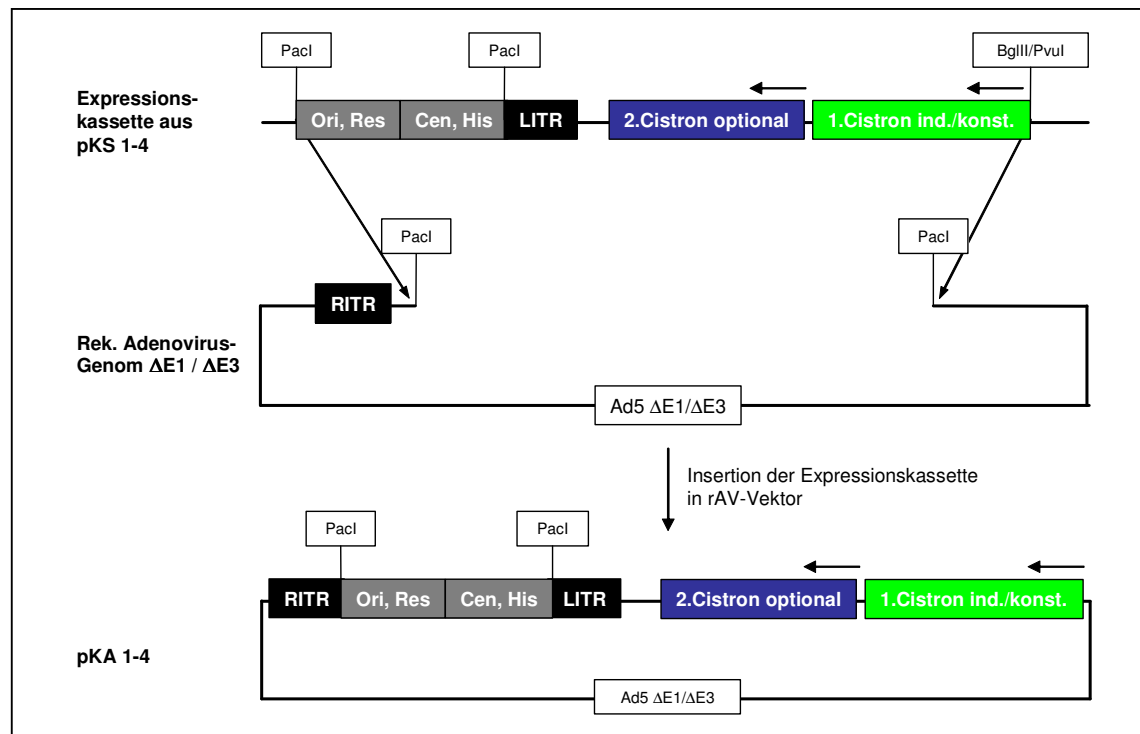 PacI
PacI
BglII/PvuI
Expressions-
kassette aus
pKS 1-4
Ori, Res
Cen, His
LITR
2.Cistron optional
1.Cistron ind./konst.
PacI
PacI
RITR
Rek. Adenovirus-
Genom ΔE1 / ΔE3
Ad5 ΔE1/ΔE3
Insertion der Expressionskassette
in rAV-Vektor
PacI
PacI
RITR
Ori, Res
Cen, His
LITR
2.Cistron optional
1.Cistron ind./konst.
pKA 1-4
Ad5 ΔE1/ΔE3